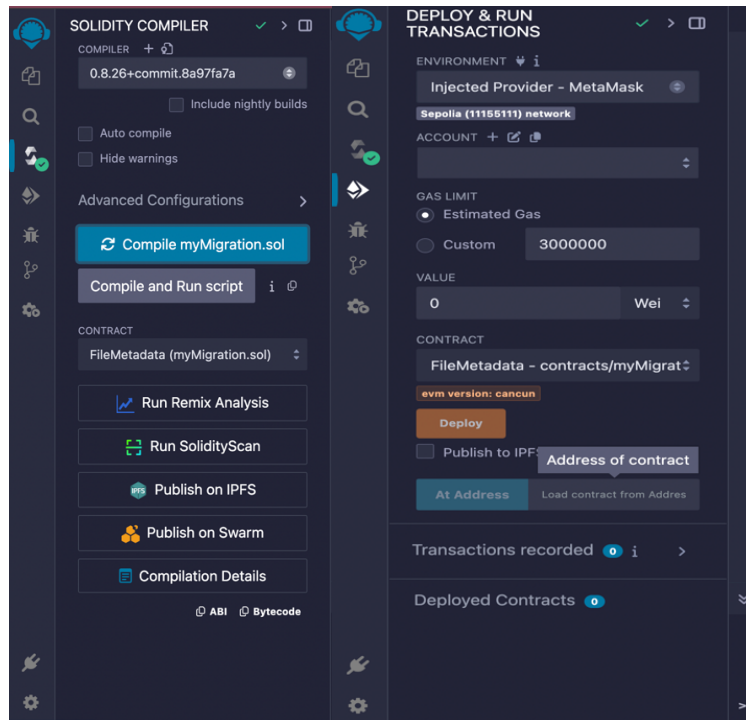 SOLIDITY COMPILER
COMPILER
0.8.26+commit.8a97fa7a
Include nightly builds
Auto compile
Hide warnings
Advanced Configurations
Compile myMigration.sol
Compile and Run script
i
CONTRACT
FileMetadata (myMigration.sol)
Run Remix Analysis
Run SolidityScan
IPFS
Publish on IPFS
Publish on Swarm
Compilation Details
ABI
Bytecode
DEPLOY & RUN
TRANSACTIONS
ENVIRONMENT
i
Injected Provider - MetaMask
Sepolia (11155111) network
ACCOUNT
GAS LIMIT
Estimated Gas
Custom
3000000
VALUE
0
Wei
CONTRACT
FileMetadata - contracts/myMigrat
evm version: cancun
Deploy
Publish to IPF
Address of contract
At Address
Load contract from Addres
Transactions recorded 0 i
Deployed Contracts 0